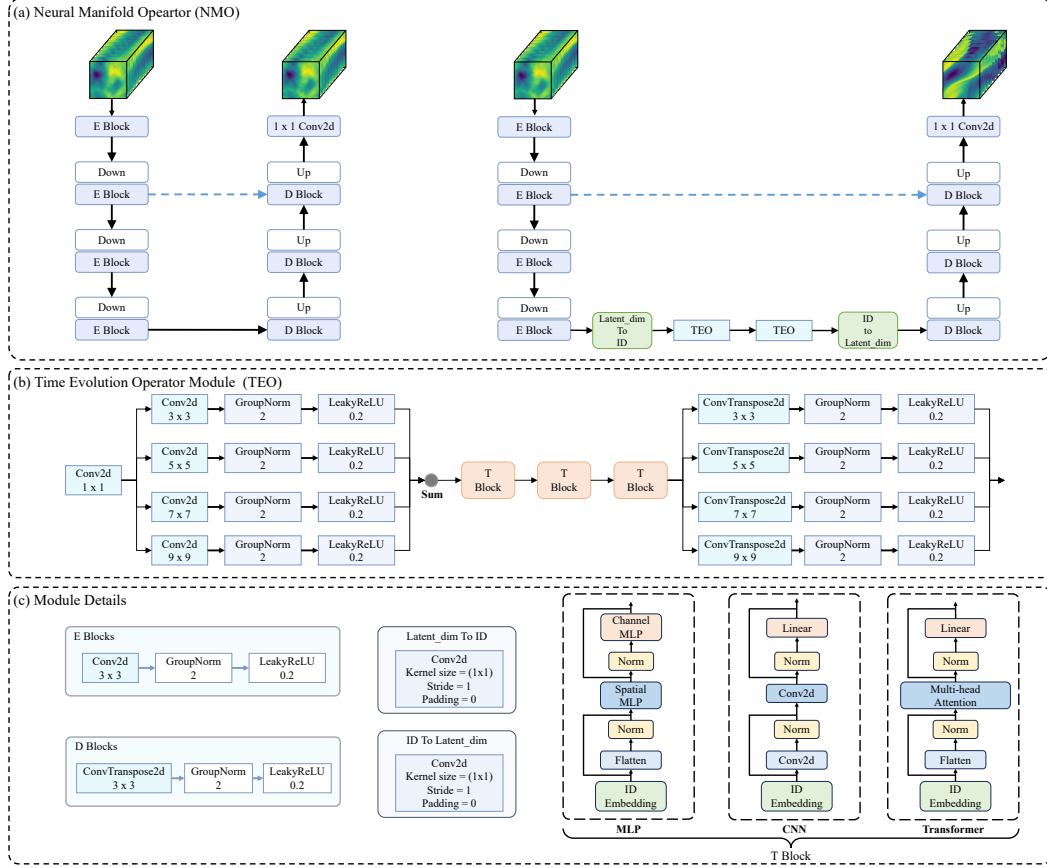 (a) Neural Manifold Opeartor (NMO)
E Block
Down
E Block
Down
E Block
Down
E Block
1 x 1 Conv2d
Up
D Block
Up
D Block
Up
D Block
E Block
Down
E Block
Down
E Block
Down
E Block
Latent_dim
To
ID
TEO
TEO
ID
to
Latent_dim
1 x 1 Conv2d
Up
D Block
Up
D Block
Up
D Block
(b) Time Evolution Operator Module (TEO)
Conv2d
1 x 1
Conv2d
3 x 3
GroupNorm
2
LeakyReLU
0.2
Conv2d
5 x 5
GroupNorm
2
LeakyReLU
0.2
Conv2d
7 x 7
GroupNorm
2
LeakyReLU
0.2
Conv2d
9 x 9
GroupNorm
2
LeakyReLU
0.2
Sum
T
Block
T
Block
T
Block
ConvTranspose2d
3 x 3
GroupNorm
2
LeakyReLU
0.2
ConvTranspose2d
5 x 5
GroupNorm
2
LeakyReLU
0.2
ConvTranspose2d
7 x 7
GroupNorm
2
LeakyReLU
0.2
ConvTranspose2d
9 x 9
GroupNorm
2
LeakyReLU
0.2
(c) Module Details
E Blocks
Conv2d
3 x 3
GroupNorm
2
LeakyReLU
0.2
D Blocks
ConvTranspose2d
3 x 3
GroupNorm
2
LeakyReLU
0.2
Latent_dim To ID
Conv2d
Kernel size = (1x1)
Stride = 1
Padding = 0
ID To Latent_dim
Conv2d
Kernel size = (1x1)
Stride = 1
Padding = 0
Channel
MLP
Norm
Spatial
MLP
Norm
Flatten
ID
Embedding
MLP
Linear
Norm
Conv2d
Norm
Conv2d
ID
Embedding
CNN
Linear
Norm
Multi-head
Attention
Norm
Flatten
ID
Embedding
Transformer
T Block